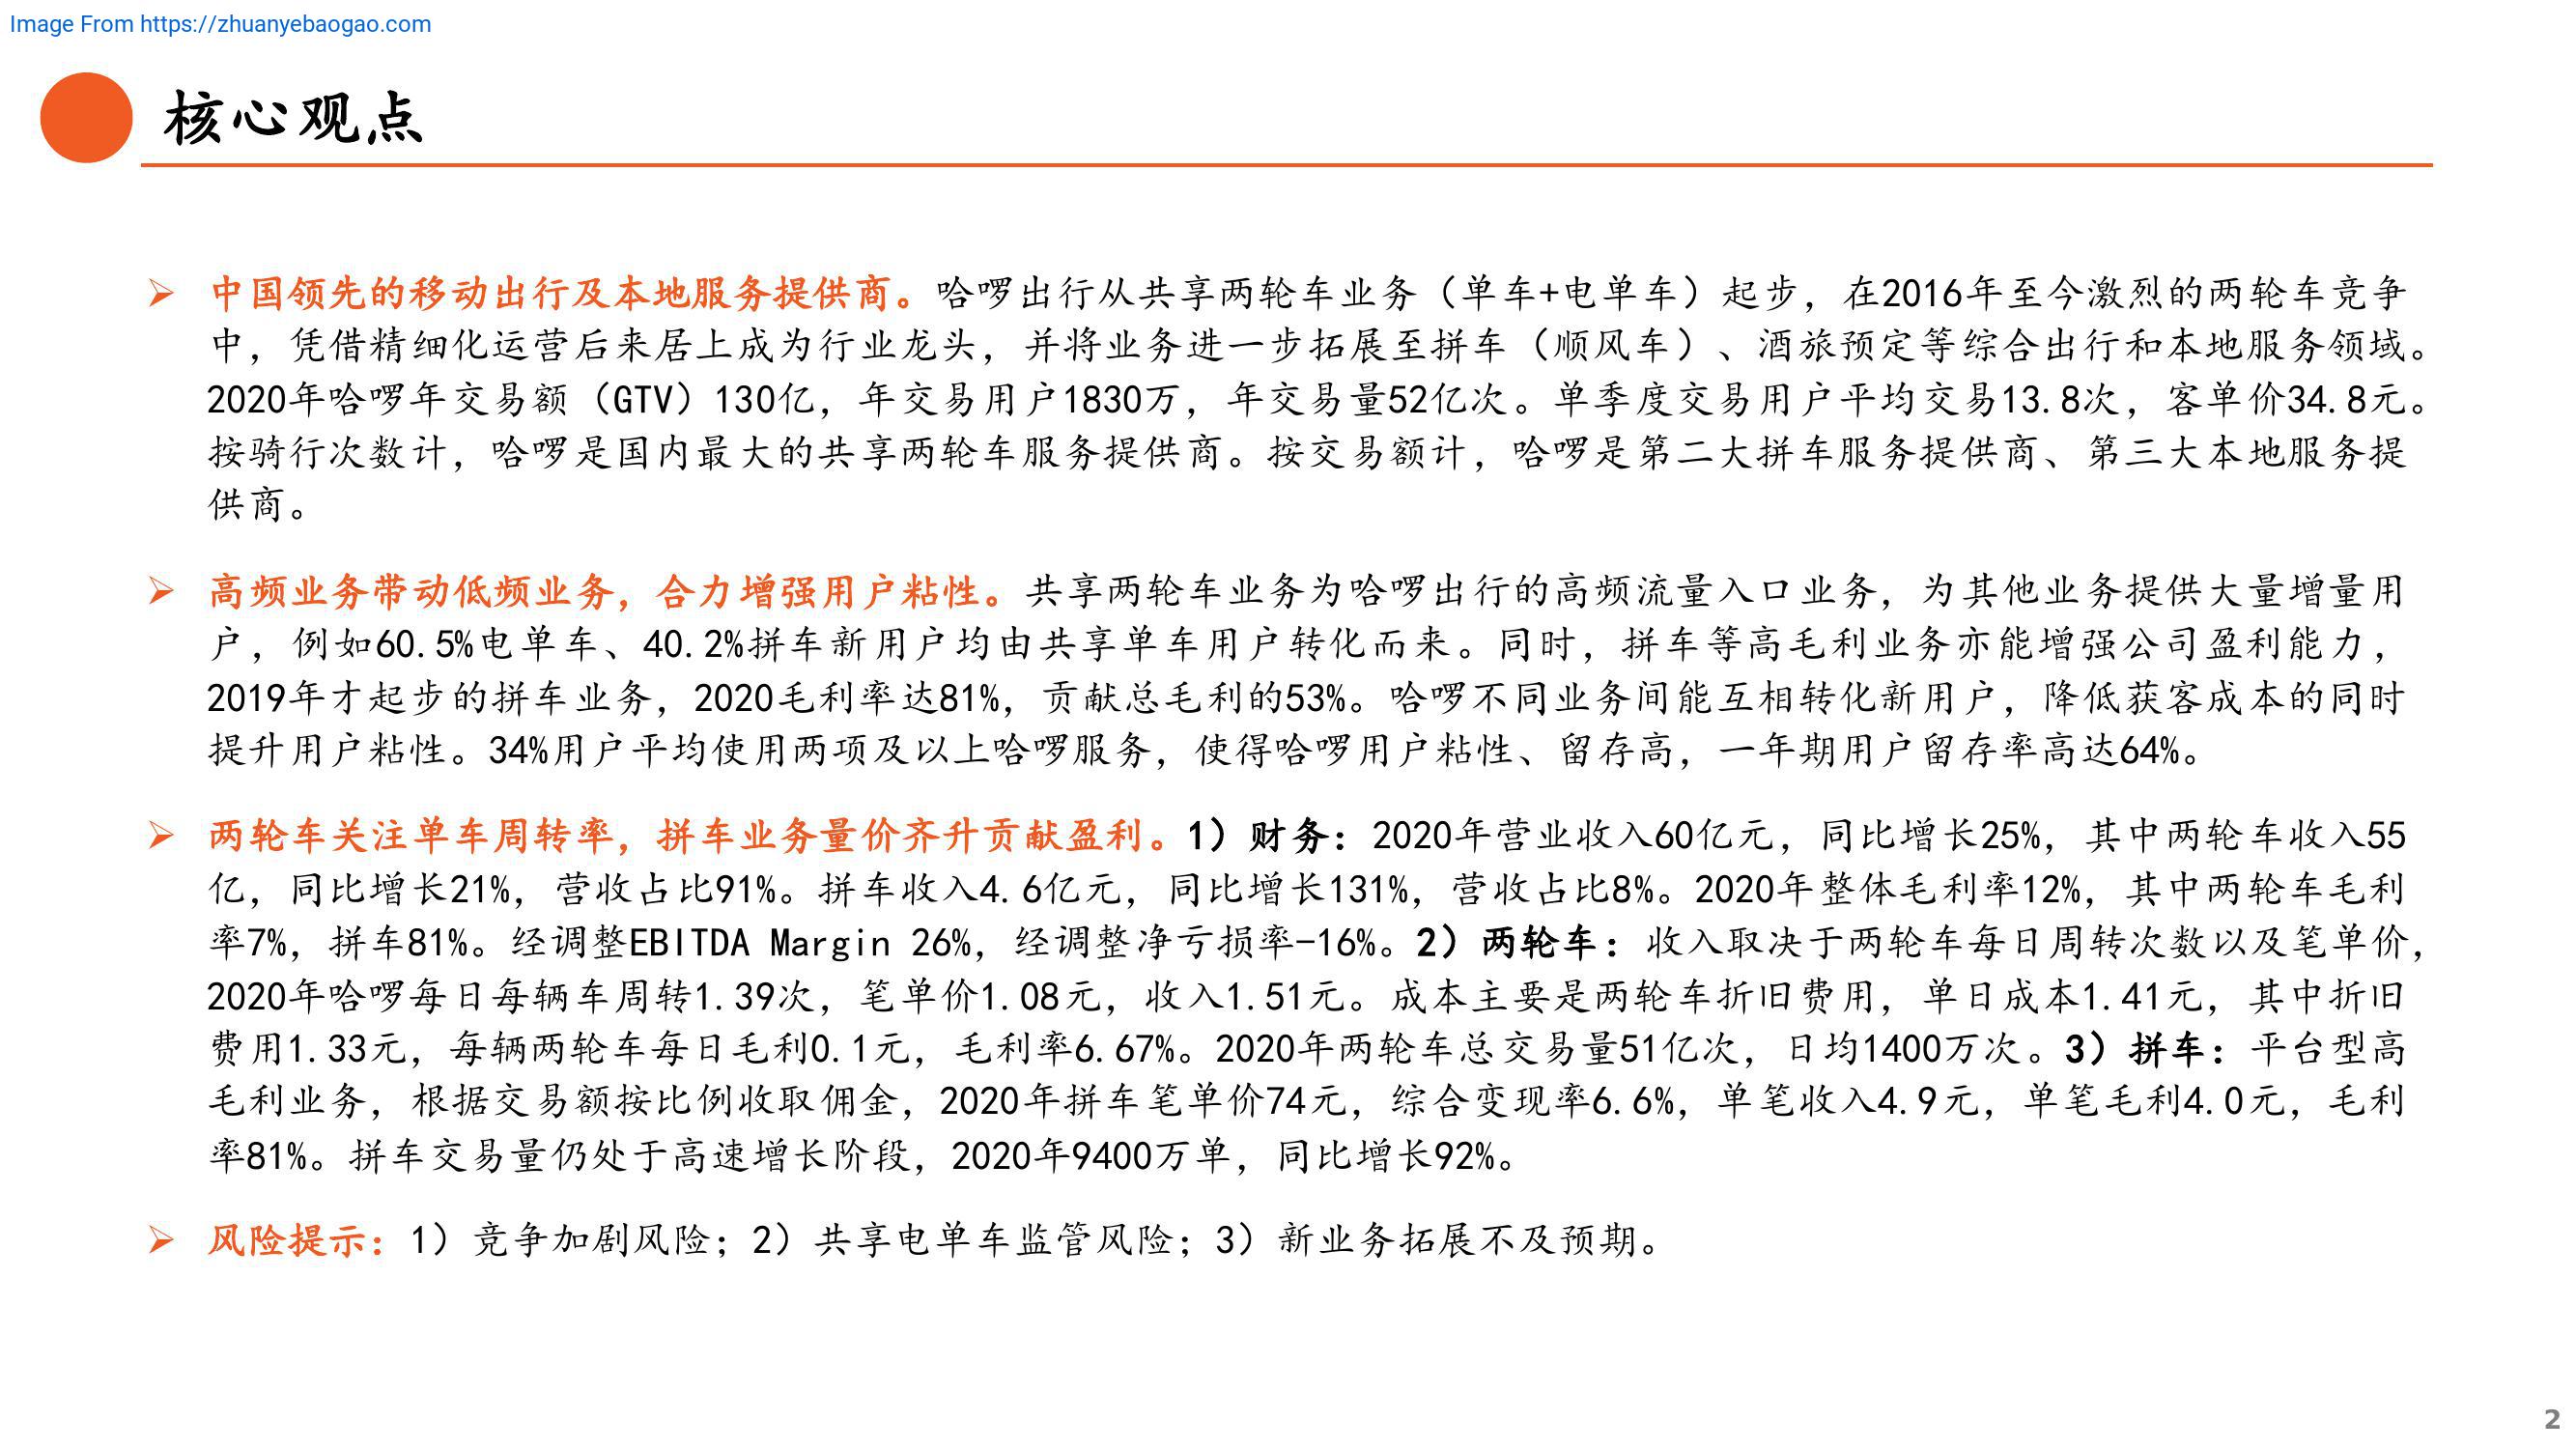 Image From https://zhuanyebaogao.com
核心观点
➢ 中国领先的移动出行及本地服务提供商。哈啰出行从共享两轮车业务（单车+电单车）起步，在2016年至今激烈的两轮车竞争
中，凭借精细化运营后来居上成为行业龙头，并将业务进一步拓展至拼车（顺风车）、酒旅预定等综合出行和本地服务领域。
2020年哈啰年交易额（GTV）130亿，年交易用户1830万，年交易量52亿次。单季度交易用户平均交易13.8次，客单价34.8元。
按骑行次数计，哈啰是国内最大的共享两轮车服务提供商。按交易额计，哈啰是第二大拼车服务提供商、第三大本地服务提
供商。
➢ 高频业务带动低频业务，合力增强用户粘性。共享两轮车业务为哈啰出行的高频流量入口业务，为其他业务提供大量增量用
户，例如60.5%电单车、40.2%拼车新用户均由共享单车用户转化而来。同时，拼车等高毛利业务亦能增强公司盈利能力，
2019年才起步的拼车业务，2020毛利率达81%，贡献总毛利的53%。哈啰不同业务间能互相转化新用户，降低获客成本的同时
提升用户粘性。34%用户平均使用两项及以上哈啰服务，使得哈啰用户粘性、留存高，一年期用户留存率高达64%。
➢ 两轮车关注单车周转率，拼车业务量价齐升贡献盈利。1）财务：2020年营业收入60亿元，同比增长25%，其中两轮车收入55
亿，同比增长21%，营收占比91%。拼车收入4.6亿元，同比增长131%，营收占比8%。2020年整体毛利率12%，其中两轮车毛利
率7%，拼车81%。经调整EBITDA Margin 26%，经调整净亏损率-16%。2）两轮车：收入取决于两轮车每日周转次数以及笔单价，
2020年哈啰每日每辆车周转1.39次，笔单价1.08元，收入1.51元。成本主要是两轮车折旧费用，单日成本1.41元，其中折旧
费用1.33元，每辆两轮车每日毛利0.1元，毛利率6.67%。2020年两轮车总交易量51亿次，日均1400万次。3）拼车：平台型高
毛利业务，根据交易额按比例收取佣金，2020年拼车笔单价74元，综合变现率6.6%，单笔收入4.9元，单笔毛利4.0元，毛利
率81%。拼车交易量仍处于高速增长阶段，2020年9400万单，同比增长92%。
➢ 风险提示：1）竞争加剧风险；2）共享电单车监管风险；3）新业务拓展不及预期。
2